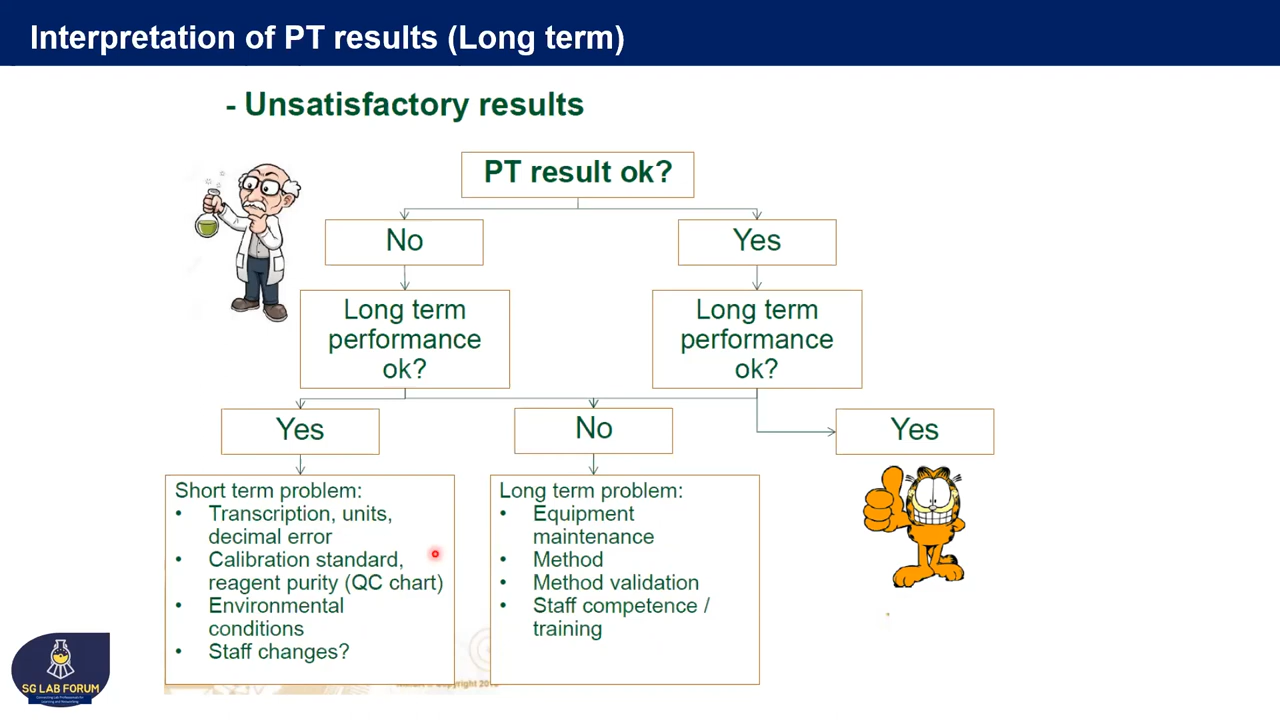 Interpretation of PT results (Long term)
- Unsatisfactory results
PT result ok?
No
Yes
Long term
performance
ok?
Long term
performance
ok?
Yes
No
Yes
Short term problem:
• Transcription, units,
decimal error
• Calibration standard,
reagent purity (QC chart)
• Environmental
conditions
• Staff changes?
Long term problem:
• Equipment
maintenance
• Method
• Method validation
• Staff competence /
training
SG LAB FORUM
Copyright